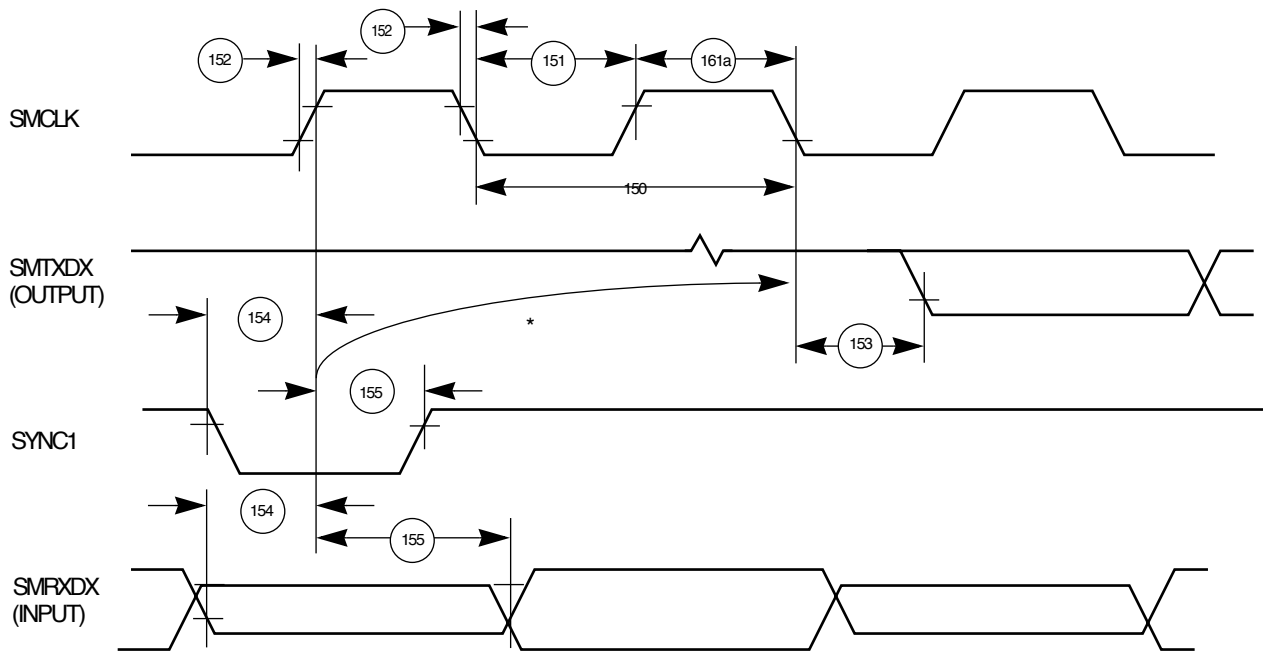 152
152
151
161a
SMCLK
150
SMTXDX
(OUTPUT)
154
*
153
155
SYNC1
154
155
SMRXDX
(INPUT)